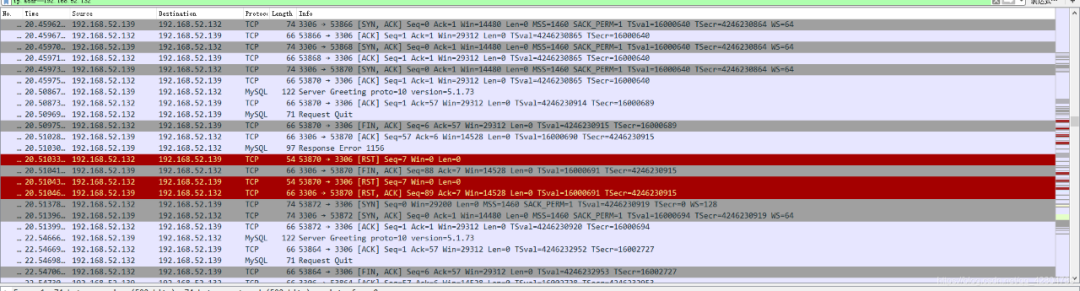 ip.addr==192.168.52.132
No. Time Source Destination Protoco Length Info
… 20.45962… 192.168.52.132 192.168.52.139 TCP 74 3306 → 53866 [SYN, ACK] Seq=0 Ack=1 Win=14480 Len=0 MSS=1460 SACK_PERM=1 TSval=16000640 TSecr=4246230864 WS=64
… 20.45967… 192.168.52.139 192.168.52.132 TCP 66 53866 → 3306 [ACK] Seq=1 Ack=1 Win=29312 Len=0 TSval=4246230865 TSecr=16000640
… 20.45970… 192.168.52.132 192.168.52.139 TCP 74 3306 → 53868 [SYN, ACK] Seq=0 Ack=1 Win=14480 Len=0 MSS=1460 SACK_PERM=1 TSval=16000640 TSecr=4246230864 WS=64
… 20.45971… 192.168.52.139 192.168.52.132 TCP 66 53868 → 3306 [ACK] Seq=1 Ack=1 Win=29312 Len=0 TSval=4246230865 TSecr=16000640
… 20.45973… 192.168.52.132 192.168.52.139 TCP 74 3306 → 53870 [SYN, ACK] Seq=0 Ack=1 Win=14480 Len=0 MSS=1460 SACK_PERM=1 TSval=16000640 TSecr=4246230864 WS=64
… 20.45975… 192.168.52.139 192.168.52.132 TCP 66 53870 → 3306 [ACK] Seq=1 Ack=1 Win=29312 Len=0 TSval=4246230865 TSecr=16000640
… 20.50867… 192.168.52.132 192.168.52.139 MySQL 122 Server Greeting proto=10 version=5.1.73
… 20.50873… 192.168.52.139 192.168.52.132 TCP 66 53870 → 3306 [ACK] Seq=1 Ack=57 Win=29312 Len=0 TSval=4246230914 TSecr=16000689
… 20.50973… 192.168.52.139 192.168.52.132 MySQL 71 Request Quit
… 20.50975… 192.168.52.139 192.168.52.132 TCP 66 53870 → 3306 [FIN, ACK] Seq=6 Ack=57 Win=29312 Len=0 TSval=4246230915 TSecr=16000689
… 20.51028… 192.168.52.132 192.168.52.139 TCP 66 3306 → 53870 [ACK] Seq=57 Ack=6 Win=14528 Len=0 TSval=16000690 TSecr=4246230915
… 20.51030… 192.168.52.132 192.168.52.139 MySQL 97 Response Error 1156
… 20.51033… 192.168.52.139 192.168.52.132 TCP 54 53870 → 3306 [RST] Seq=7 Win=0 Len=0
… 20.51041… 192.168.52.132 192.168.52.139 TCP 66 3306 → 53870 [FIN, ACK] Seq=88 Ack=7 Win=14528 Len=0 TSval=16000691 TSecr=4246230915
… 20.51043… 192.168.52.139 192.168.52.132 TCP 54 53870 → 3306 [RST] Seq=7 Win=0 Len=0
… 20.51046… 192.168.52.132 192.168.52.139 TCP 66 3306 → 53870 [RST, ACK] Seq=89 Ack=7 Win=14528 Len=0 TSval=16000691 TSecr=4246230915
… 20.51378… 192.168.52.139 192.168.52.132 TCP 74 53872 → 3306 [SYN] Seq=0 Win=29200 Len=0 MSS=1460 SACK_PERM=1 TSval=4246230919 TSecr=0 WS=128
… 20.51396… 192.168.52.132 192.168.52.139 TCP 74 3306 → 53872 [SYN, ACK] Seq=0 Ack=1 Win=14480 Len=0 MSS=1460 SACK_PERM=1 TSval=16000694 TSecr=4246230919 WS=64
… 20.51399… 192.168.52.139 192.168.52.132 TCP 66 53872 → 3306 [ACK] Seq=1 Ack=1 Win=29312 Len=0 TSval=4246230920 TSecr=16000694
… 22.54666… 192.168.52.132 192.168.52.139 MySQL 122 Server Greeting proto=10 version=5.1.73
… 22.54669… 192.168.52.139 192.168.52.132 TCP 66 53864 → 3306 [ACK] Seq=1 Ack=57 Win=29312 Len=0 TSval=4246232952 TSecr=16002727
… 22.54698… 192.168.52.139 192.168.52.132 MySQL 71 Request Quit
… 22.54706… 192.168.52.139 192.168.52.132 TCP 66 53864 → 3306 [FIN, ACK] Seq=6 Ack=57 Win=29312 Len=0 TSval=4246232953 TSecr=16002727